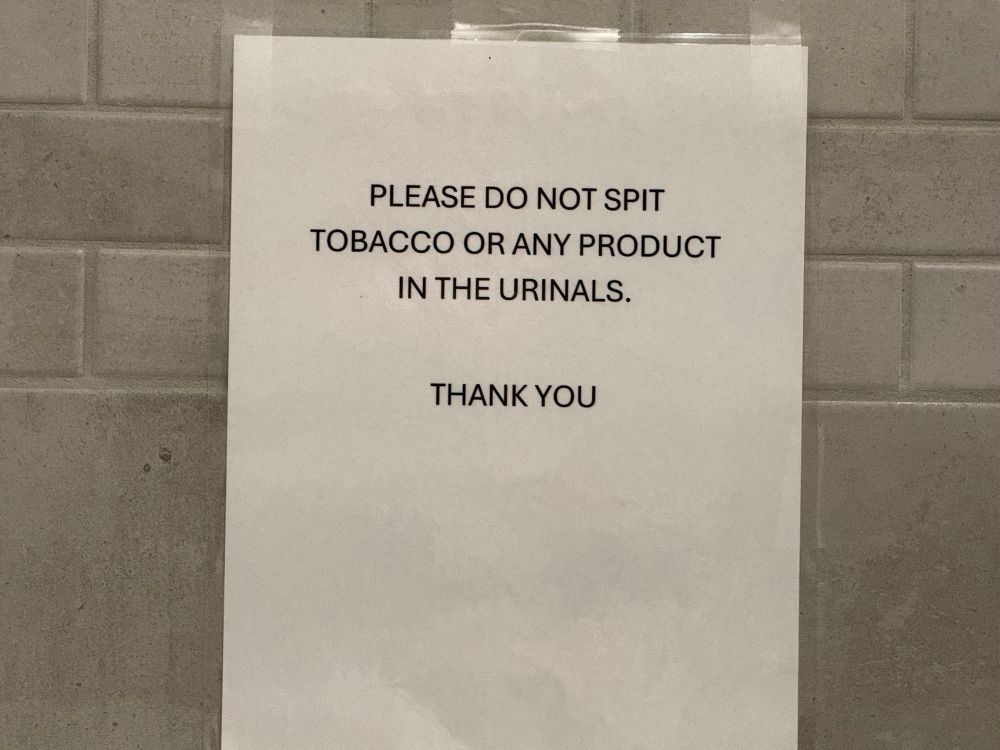 PLEASE DO NOT SPIT
TOBACCO OR ANY PRODUCT
IN THE URINALS.
THANK YOU